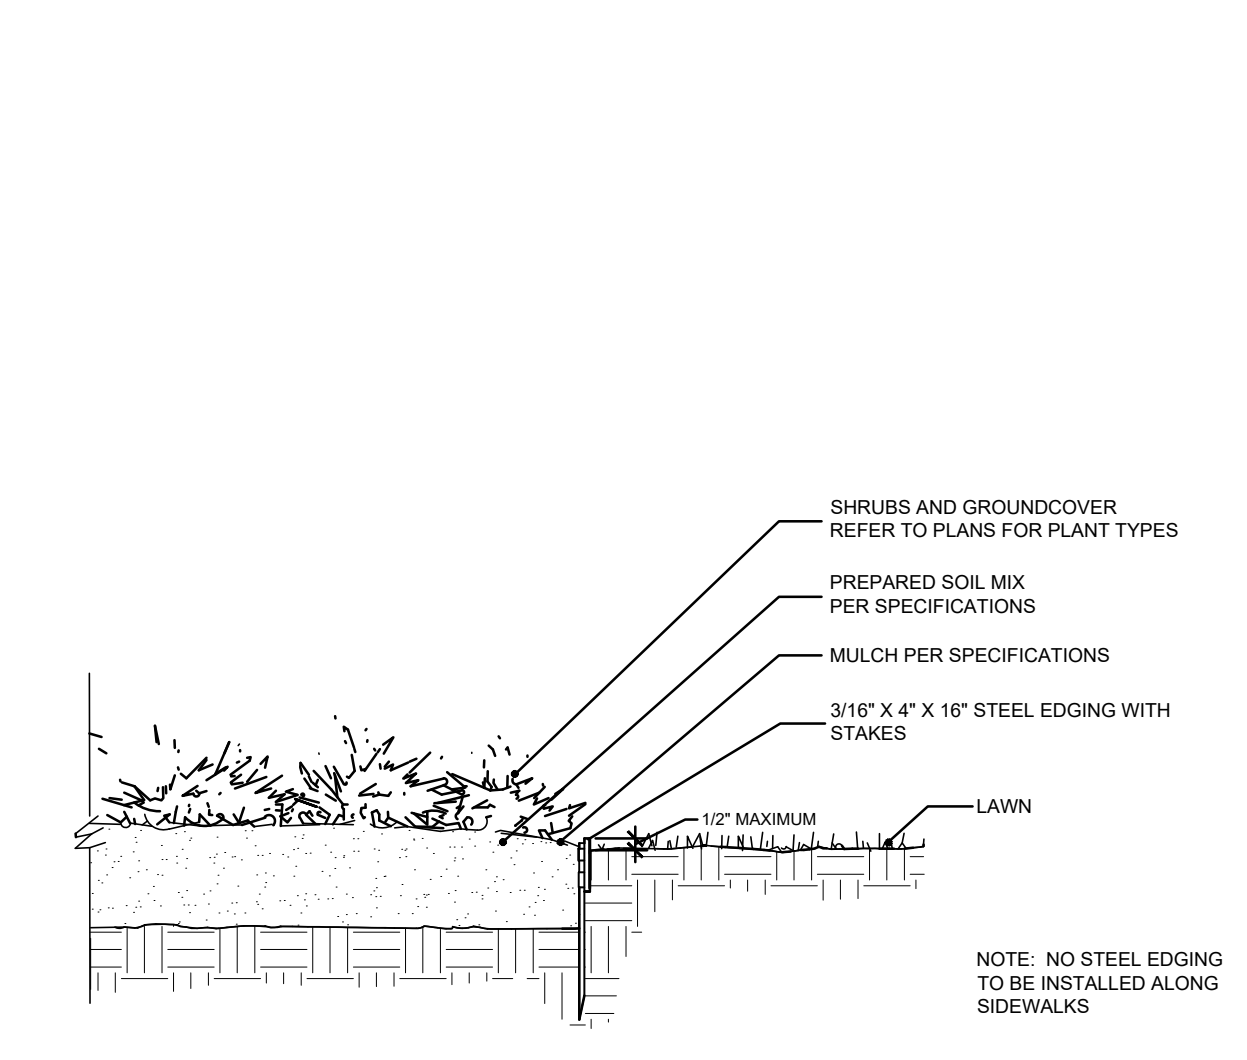 SHRUBS AND GROUNDCOVER
REFER TO PLANS FOR PLANT TYPES
PREPARED SOIL MIX
PER SPECIFICATIONS
MULCH PER SPECIFICATIONS
3/16" X 4" X 16" STEEL EDGING WITH
STAKES
LAWN
1/2" MAXIMUM
NOTE: NO STEEL EDGING
TO BE INSTALLED ALONG
SIDEWALKS